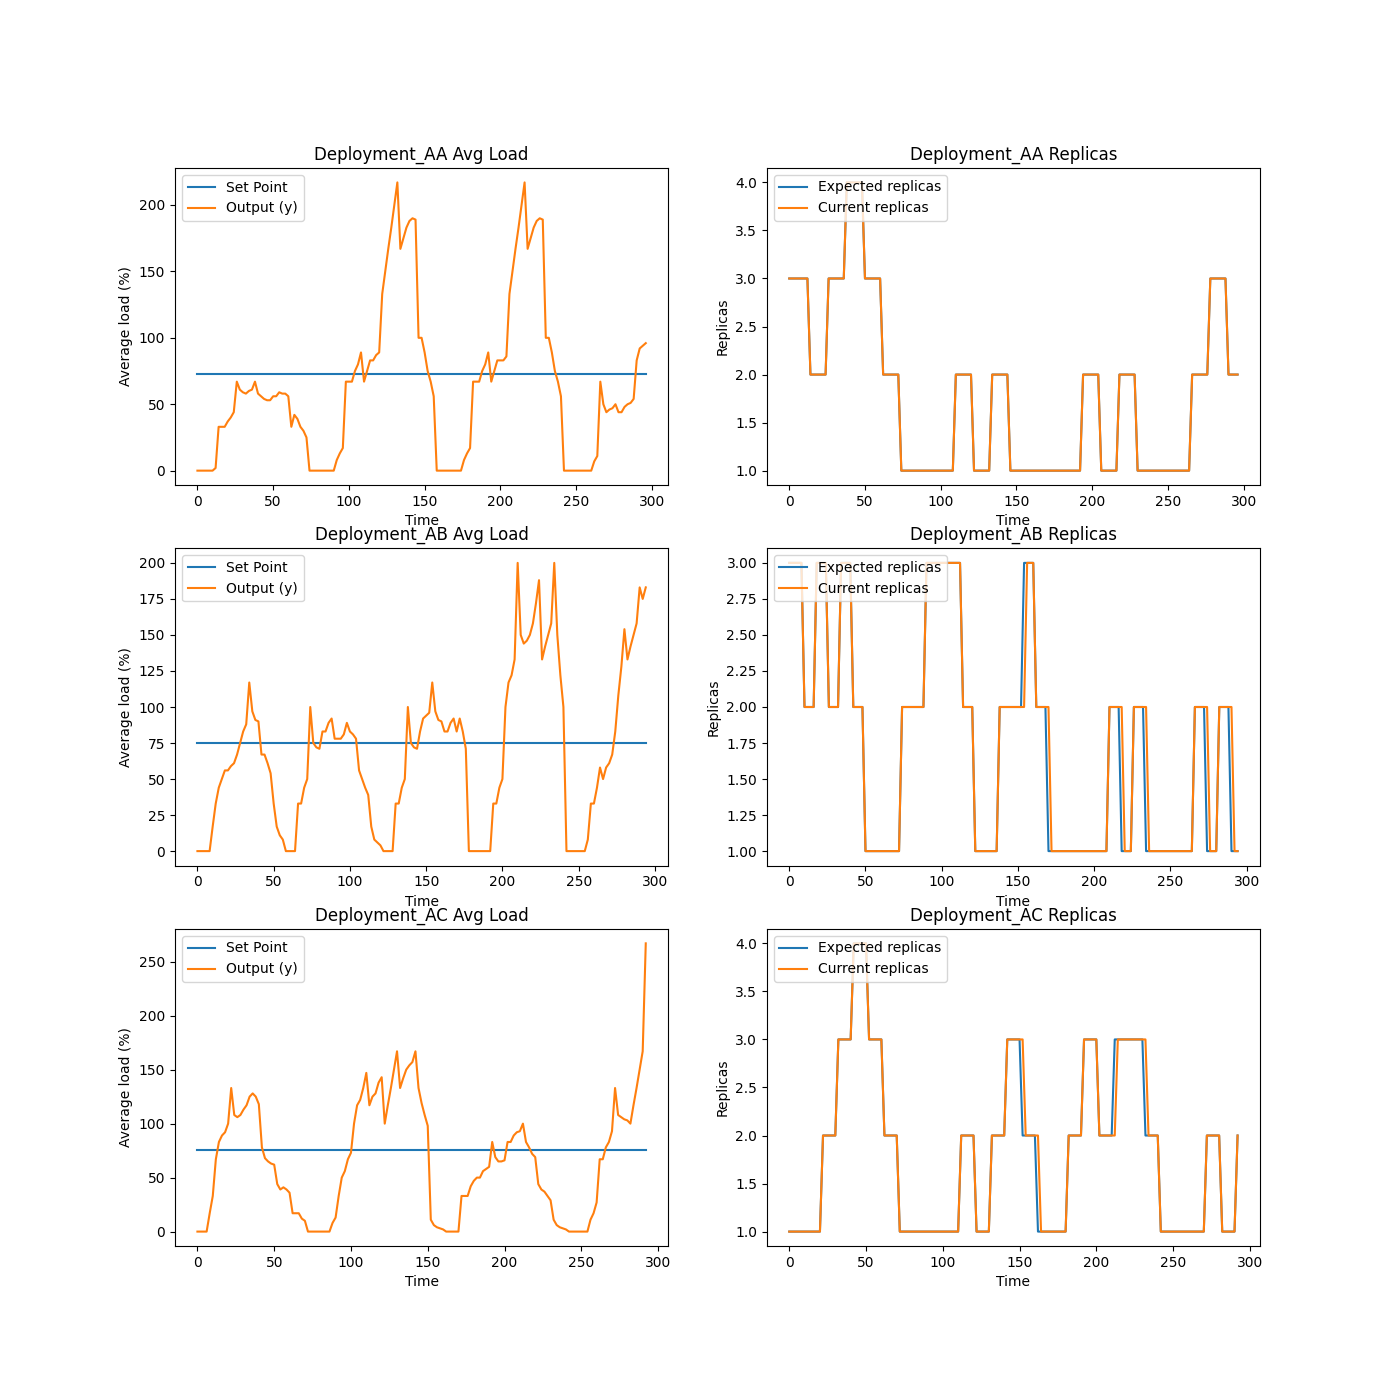 Deployment_AA Avg Load
Set Point
Output (y)
Average load (%)
200
150
100
50
0
0 50 100 150 200 250 300
Time
Deployment_AA Replicas
Expected replicas
Current replicas
Replicas
4.0
3.5
3.0
2.5
2.0
1.5
1.0
0 50 100 150 200 250 300
Time
Deployment_AB Avg Load
Set Point
Output (y)
Average load (%)
200
175
150
125
100
75
50
25
0
0 50 100 150 200 250 300
Time
Deployment_AB Replicas
Expected replicas
Current replicas
Replicas
3.00
2.75
2.50
2.25
2.00
1.75
1.50
1.25
1.00
0 50 100 150 200 250 300
Time
Deployment_AC Avg Load
Set Point
Output (y)
Average load (%)
250
200
150
100
50
0
0 50 100 150 200 250 300
Time
Deployment_AC Replicas
Expected replicas
Current replicas
Replicas
4.0
3.5
3.0
2.5
2.0
1.5
1.0
0 50 100 150 200 250 300
Time